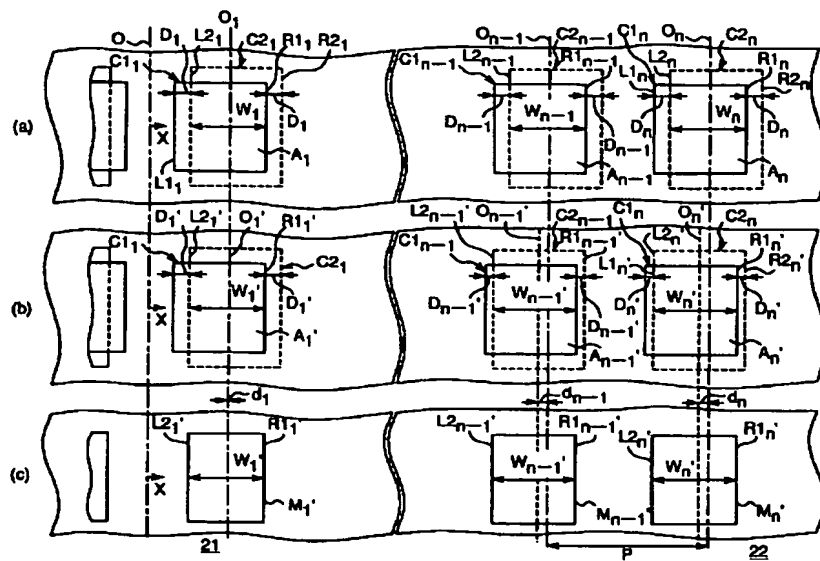 O D₁ L2₁ O₁ C2₁ R1₁ R2₁
C1₁
Oₙ₋₁ C2ₙ₋₁ C1ₙ Oₙ C2ₙ
L2ₙ₋₁ R1ₙ₋₁ L2ₙ R1ₙ
C1ₙ₋₁ L1ₙ R2ₙ
(a)
X W₁ D₁ Wₙ₋₁ Dₙ Wₙ Dₙ
Dₙ₋₁ Dₙ₋₁
A₁ Aₙ₋₁ Aₙ
L1₁
D₁' L2₁' O₁' R1₁'
C1₁ C2₁
L2ₙ₋₁' Oₙ₋₁' C2ₙ₋₁ C1ₙ L2ₙ' Oₙ' C2ₙ
C1ₙ₋₁ R1ₙ₋₁' L1ₙ' R1ₙ' R2ₙ'
(b)
X W₁' D₁' Dₙ₋₁' Wₙ₋₁' Dₙ' Wₙ' Dₙ'
Dₙ₋₁'
A₁' Aₙ₋₁' Aₙ'
d₁ dₙ₋₁ dₙ
L2₁' R1₁ L2ₙ₋₁' R1ₙ₋₁' L2ₙ' R1ₙ'
(c)
X W₁' Wₙ₋₁' Wₙ'
M₁' Mₙ₋₁' Mₙ'
21 P 22